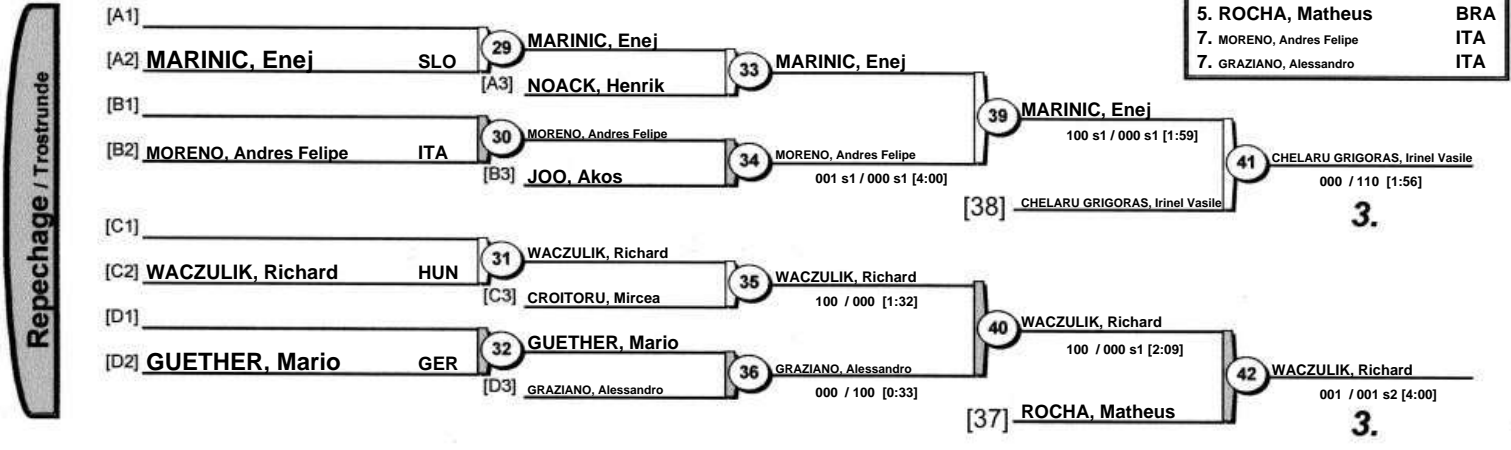 Repechage / Trostrunde
5. ROCHA, Matheus BRA
7. MORENO, Andres Felipe ITA
7. GRAZIANO, Alessandro ITA
[A1]
[A2] MARINIC, Enej SLO
29
MARINIC, Enej
[A3] NOACK, Henrik
33
MARINIC, Enej
[B1]
[B2] MORENO, Andres Felipe ITA
30
MORENO, Andres Felipe
[B3] JOO, Akos
34
MORENO, Andres Felipe
001 s1 / 000 s1 [4:00]
39
MARINIC, Enej
100 s1 / 000 s1 [1:59]
[38] CHELARU GRIGORAS, Irinel Vasile
41
CHELARU GRIGORAS, Irinel Vasile
000 / 110 [1:56]
3.
[C1]
[C2] WACZULIK, Richard HUN
31
WACZULIK, Richard
[C3] CROITORU, Mircea
35
WACZULIK, Richard
100 / 000 [1:32]
[D1]
[D2] GUETHER, Mario GER
32
GUETHER, Mario
[D3] GRAZIANO, Alessandro
36
GRAZIANO, Alessandro
000 / 100 [0:33]
40
WACZULIK, Richard
100 / 000 s1 [2:09]
[37] ROCHA, Matheus
42
WACZULIK, Richard
001 / 001 s2 [4:00]
3.